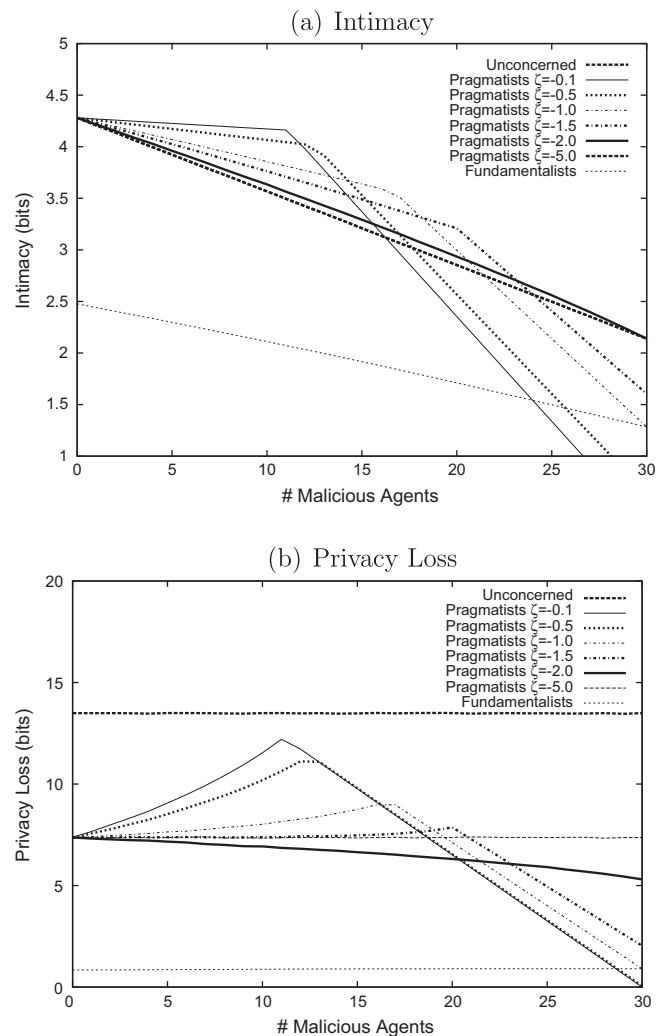 (a) Intimacy
5
4.5
4
3.5
3
2.5
2
1.5
1
Intimacy (bits)
Unconcerned
Pragmatists ζ=-0.1
Pragmatists ζ=-0.5
Pragmatists ζ=-1.0
Pragmatists ζ=-1.5
Pragmatists ζ=-2.0
Pragmatists ζ=-5.0
Fundamentalists
0 5 10 15 20 25 30
# Malicious Agents
(b) Privacy Loss
20
15
10
5
0
Privacy Loss (bits)
Unconcerned
Pragmatists ζ=-0.1
Pragmatists ζ=-0.5
Pragmatists ζ=-1.0
Pragmatists ζ=-1.5
Pragmatists ζ=-2.0
Pragmatists ζ=-5.0
Fundamentalists
0 5 10 15 20 25 30
# Malicious Agents